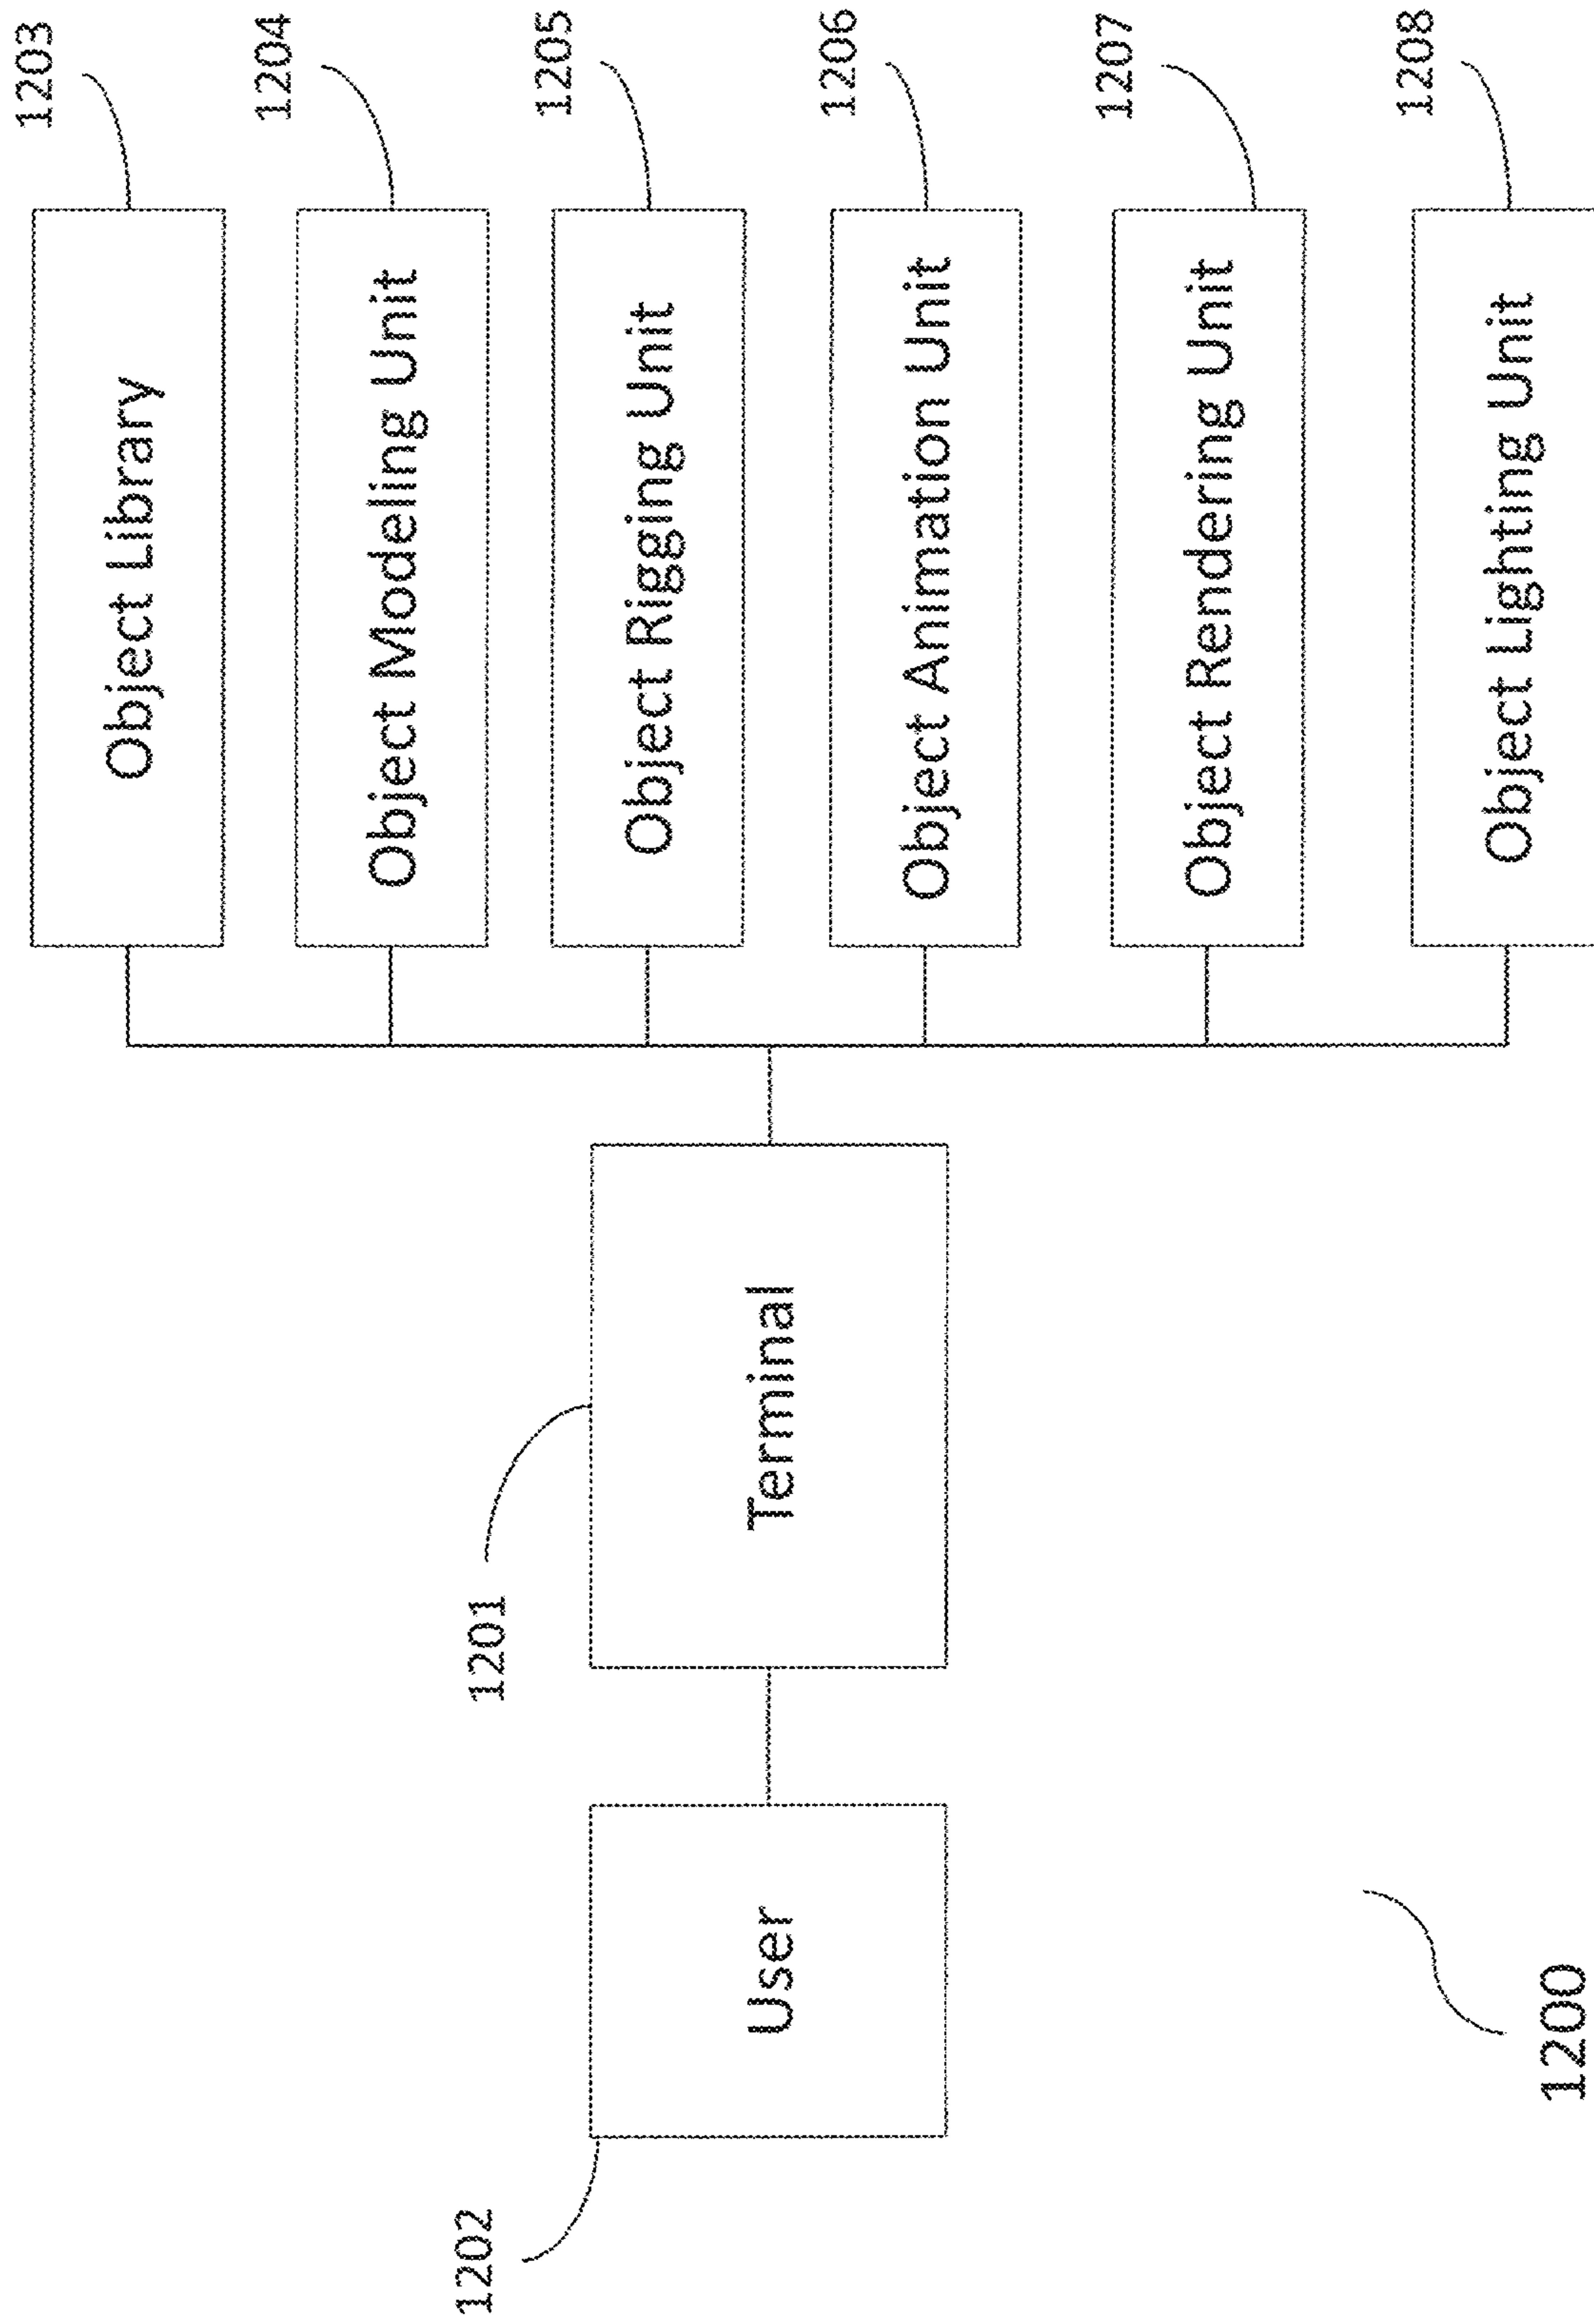 1203
Object Library
1204
Object Modelling Unit
1205
Object Rigging Unit
1201
1202
User
Terminal
1206
Object Animation Unit
1207
Object Rendering Unit
1208
Object Lighting Unit
1200